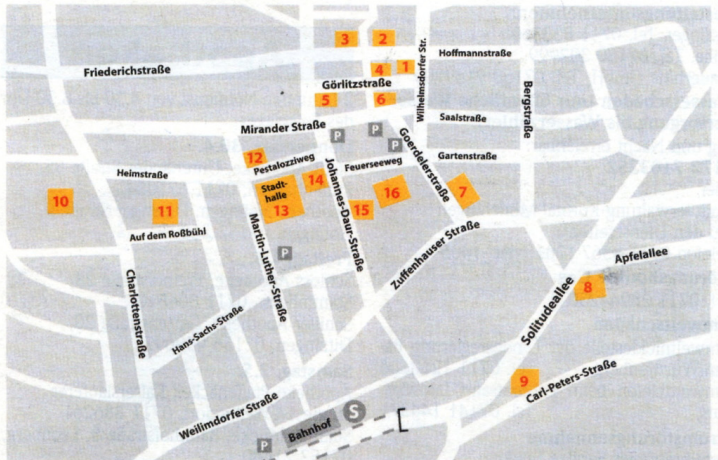 3
2
Friederichstraße
4
1
Wilhelmsdorfer Str.
Hoffmannstraße
Görlitzstraße
5
6
Bergstraße
Mirander Straße
P
P
P
Saalstraße
Goerdelerstraße
12
Pestalozziweg
Feuerseeweg
Gartenstraße
Heimstraße
Stadt-
halle
13
14
Johannes-Daur-Straße
16
7
10
11
15
Auf dem Roßbühl
Martin-Luther-Straße
P
Zuffenhauser Straße
Charlottenstraße
Apfelallee
8
Hans-Sachs-Straße
Solitudeallee
9
Carl-Peters-Straße
Weilimdorfer Straße
S
Bahnhof
P